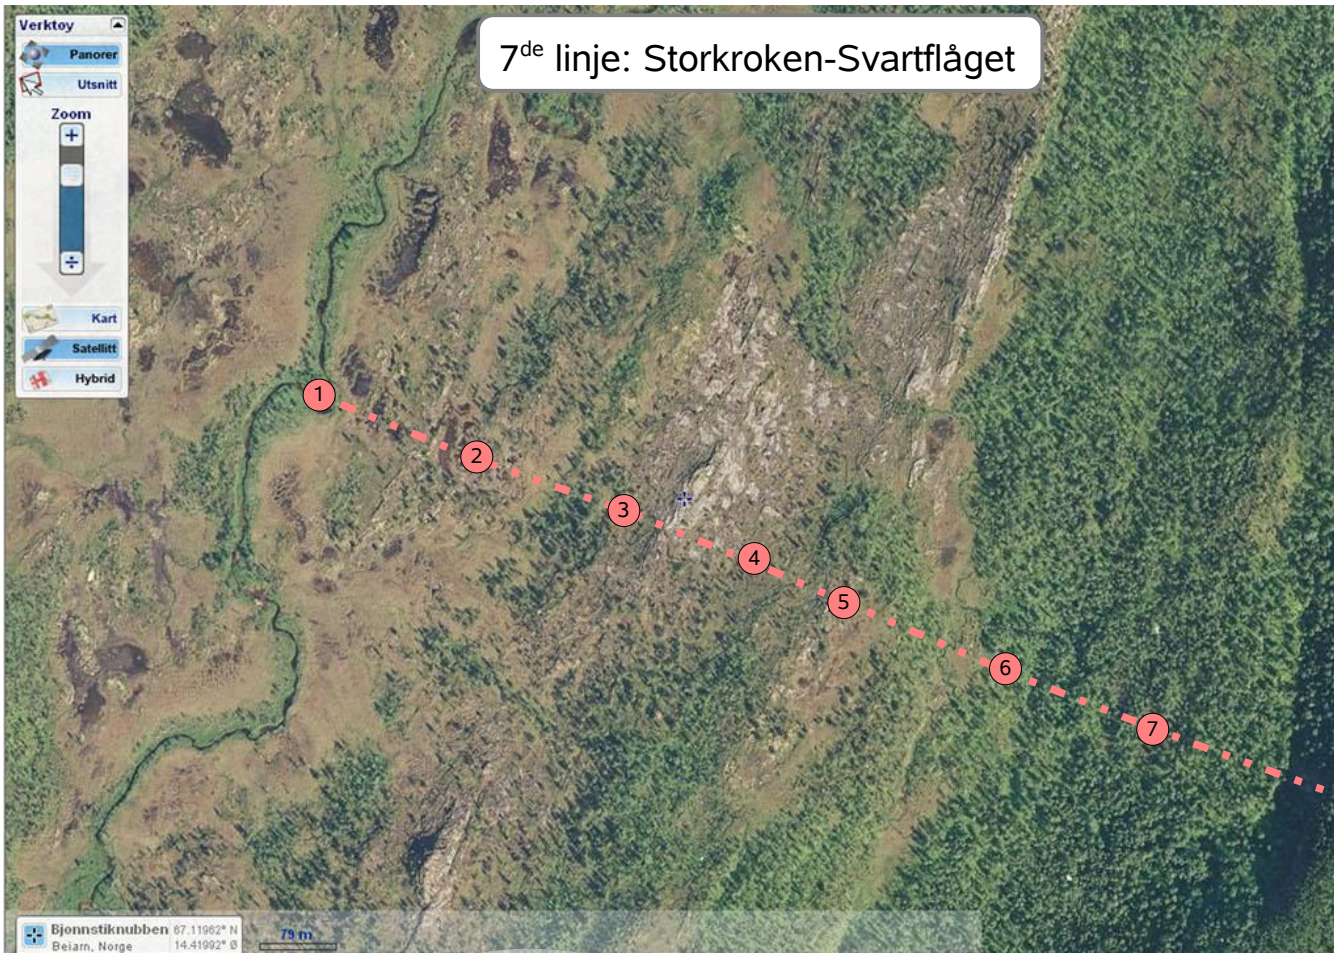 Verktoy
Panorer
Utsnitt
Zoom
+
÷
Kart
Satellitt
Hybrid
7de linje: Storkroken-Svartflåget
1
2
3
4
5
6
7
Bjonnstiknubben 67.11962° N
Beiarn, Norge 14.41992° Ø
79 m